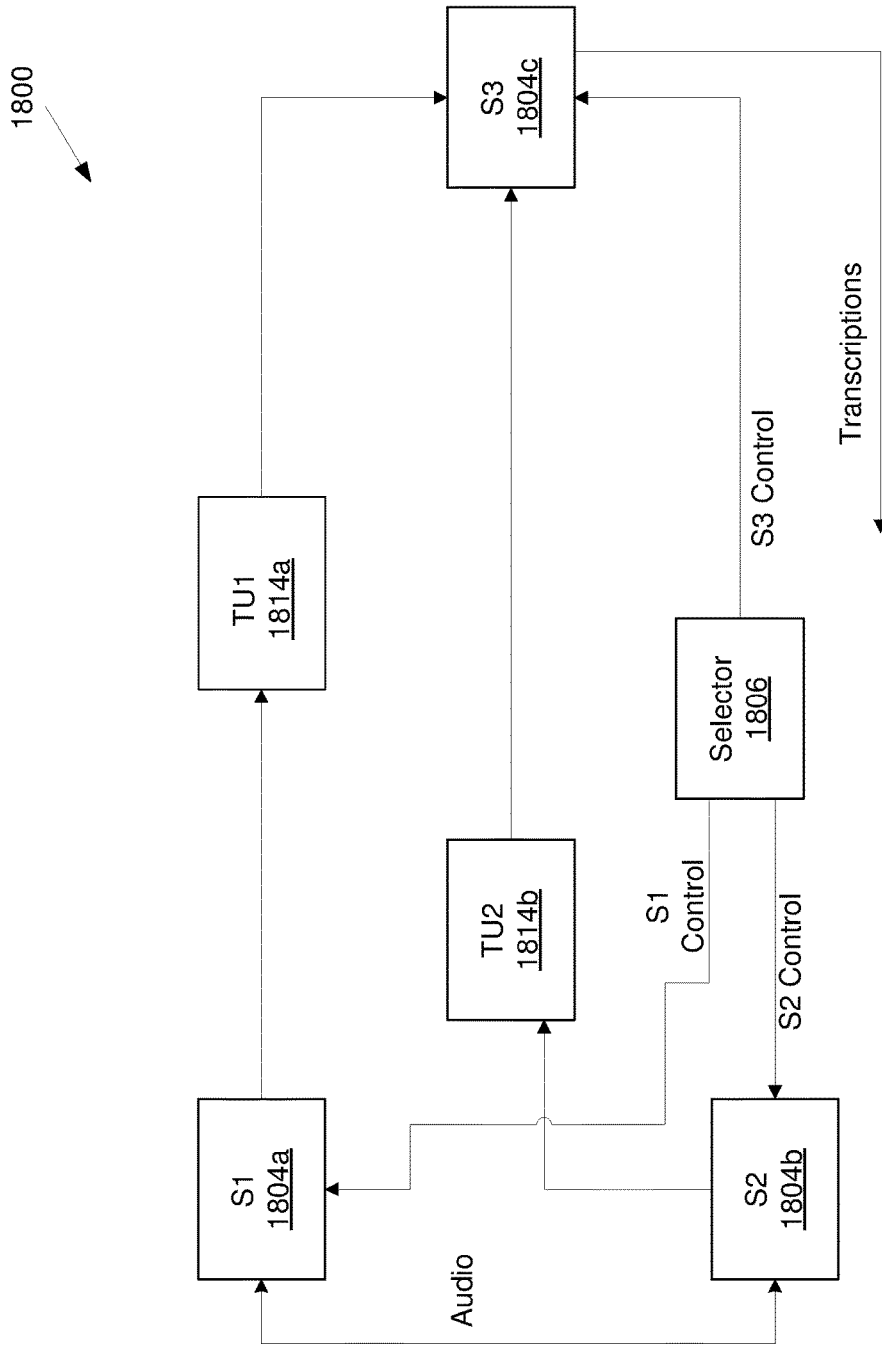 1800
S1
1804a
TU1
1814a
S3
1804c
TU2
1814b
Audio
S1
Control
Selector
1806
S2
1804b
S2 Control
S3 Control
Transcriptions